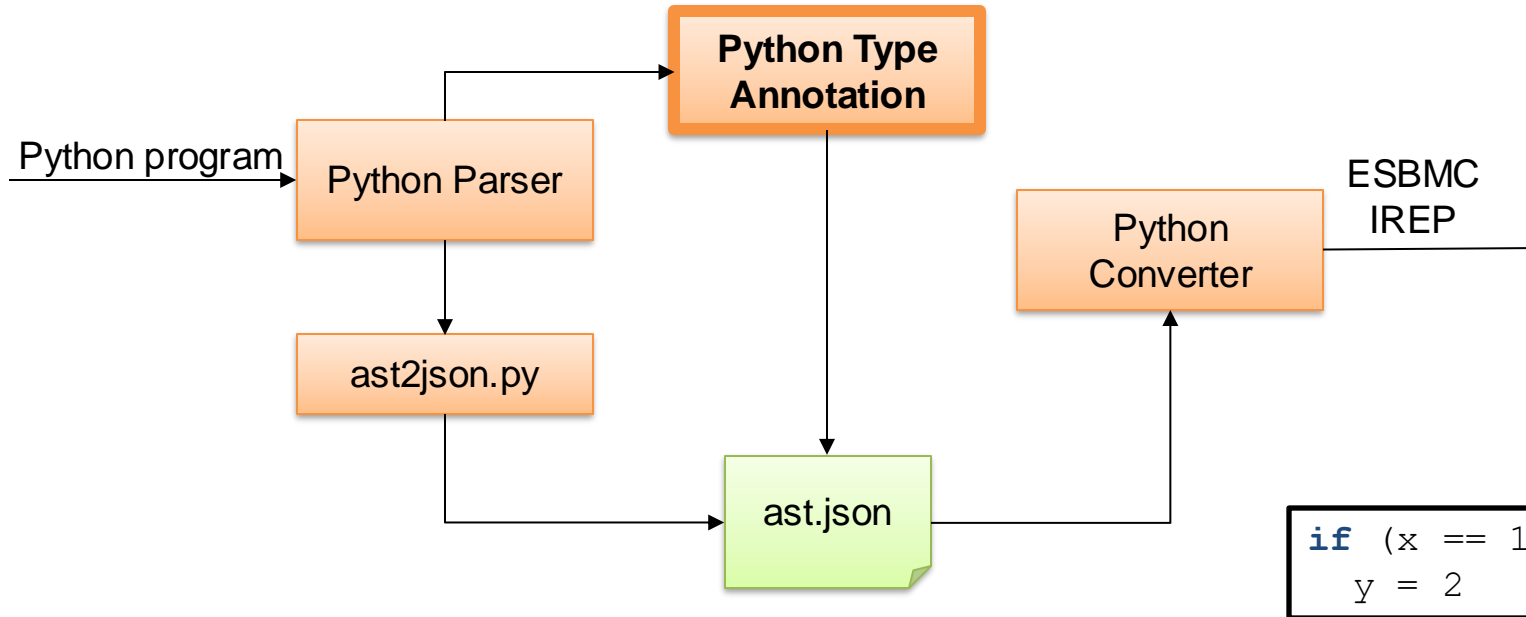 Python Type
Annotation
Python program
Python Parser
ESBMC
IREP
Python
Converter
ast2json.py
ast.json
if (x == 1
y = 2